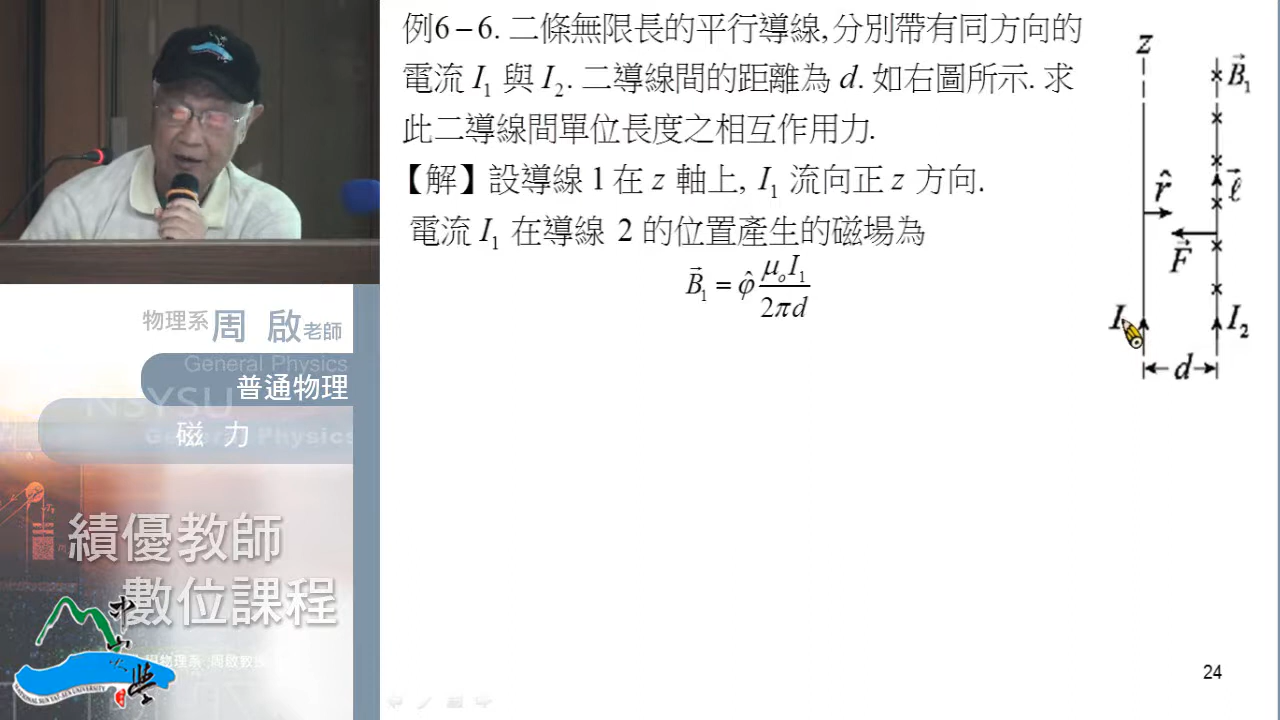 例6-6. 二條無限長的平行導線,分別帶有同方向的
電流 I₁ 與 I₂. 二導線間的距離為 d. 如右圖所示. 求
此二導線間單位長度之相互作用力.
【解】設導線 1 在 z 軸上, I₁ 流向正 z 方向.
電流 I₁ 在導線 2 的位置產生的磁場為
B⃗₁ = φ̂ μₒI₁ / 2πd
z
B⃗₁
r̂
ℓ⃗
F⃗
I
I₂
d
物理系 周 啟 老師
General Physics
普通物理
NSYSU
General Physics
磁 力
績優教師
數位課程
NATIONAL SUN YAT-SEN UNIVERSITY
24